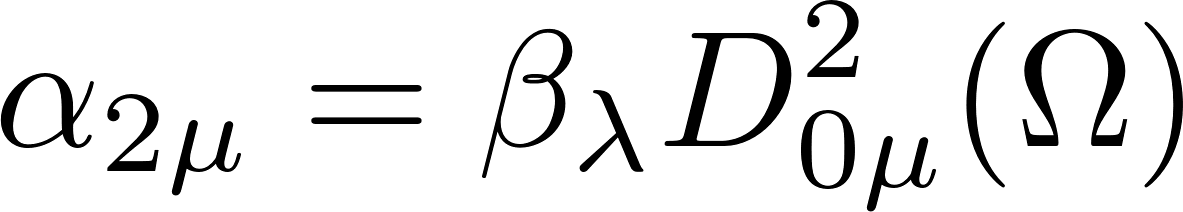 α_{2μ} = β_λ D^2_{0μ}(Ω)